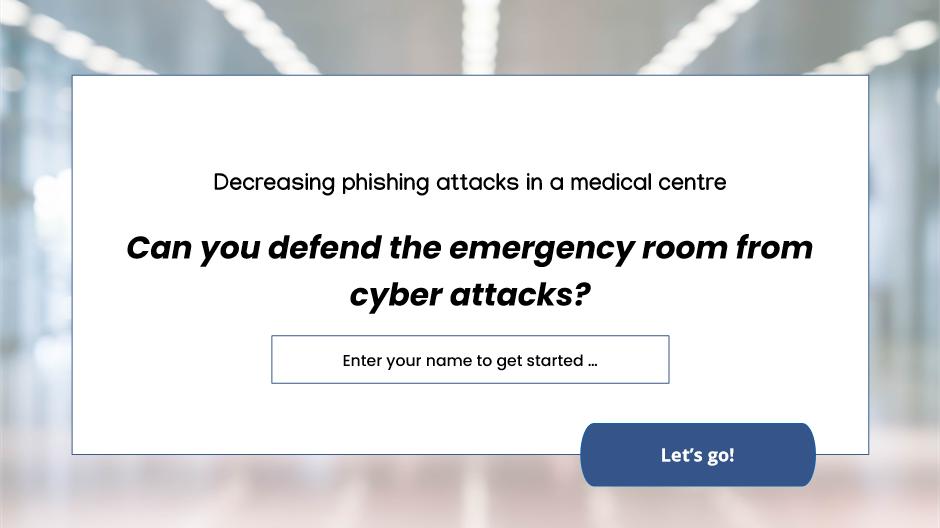 Decreasing phishing attacks in a medical centre
Can you defend the emergency room from
cyber attacks?
Enter your name to get started ...
Let's go!